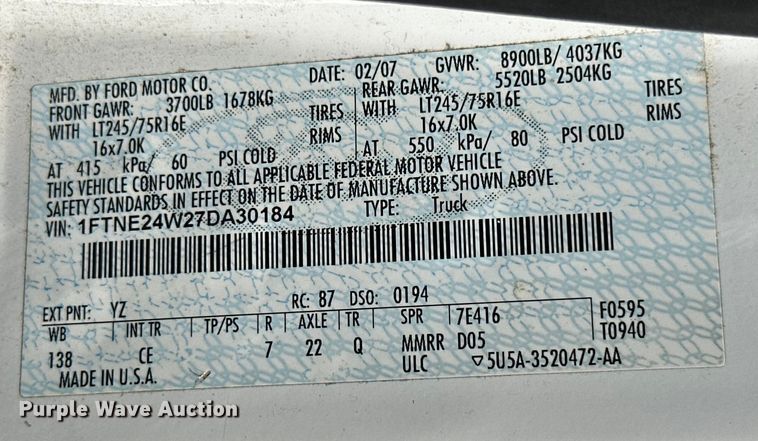 MFD. BY FORD MOTOR CO. DATE: 02/07 GVWR: 8900LB/ 4037KG
FRONT GAWR: 3700LB 1678KG REAR GAWR: 5520LB 2504KG
WITH LT245/75R16E TIRES WITH LT245/75R16E TIRES
16x7.0K RIMS 16x7.0K RIMS
AT 415 kPa/ 60 PSI COLD AT 550 kPa/ 80 PSI COLD
THIS VEHICLE CONFORMS TO ALL APPLICABLE FEDERAL MOTOR VEHICLE
SAFETY STANDARDS IN EFFECT ON THE DATE OF MANUFACTURE SHOWN ABOVE.
VIN: 1FTNE24W27DA30184 TYPE: Truck
EXT PNT: YZ RC: 87 DSO: 0194
WB INT TR TP/PS R AXLE TR SPR 7E416 F0595
138 CE 7 22 Q MMRR D05 T0940
MADE IN U.S.A. ULC ▽5U5A-3520472-AA
Purple Wave Auction